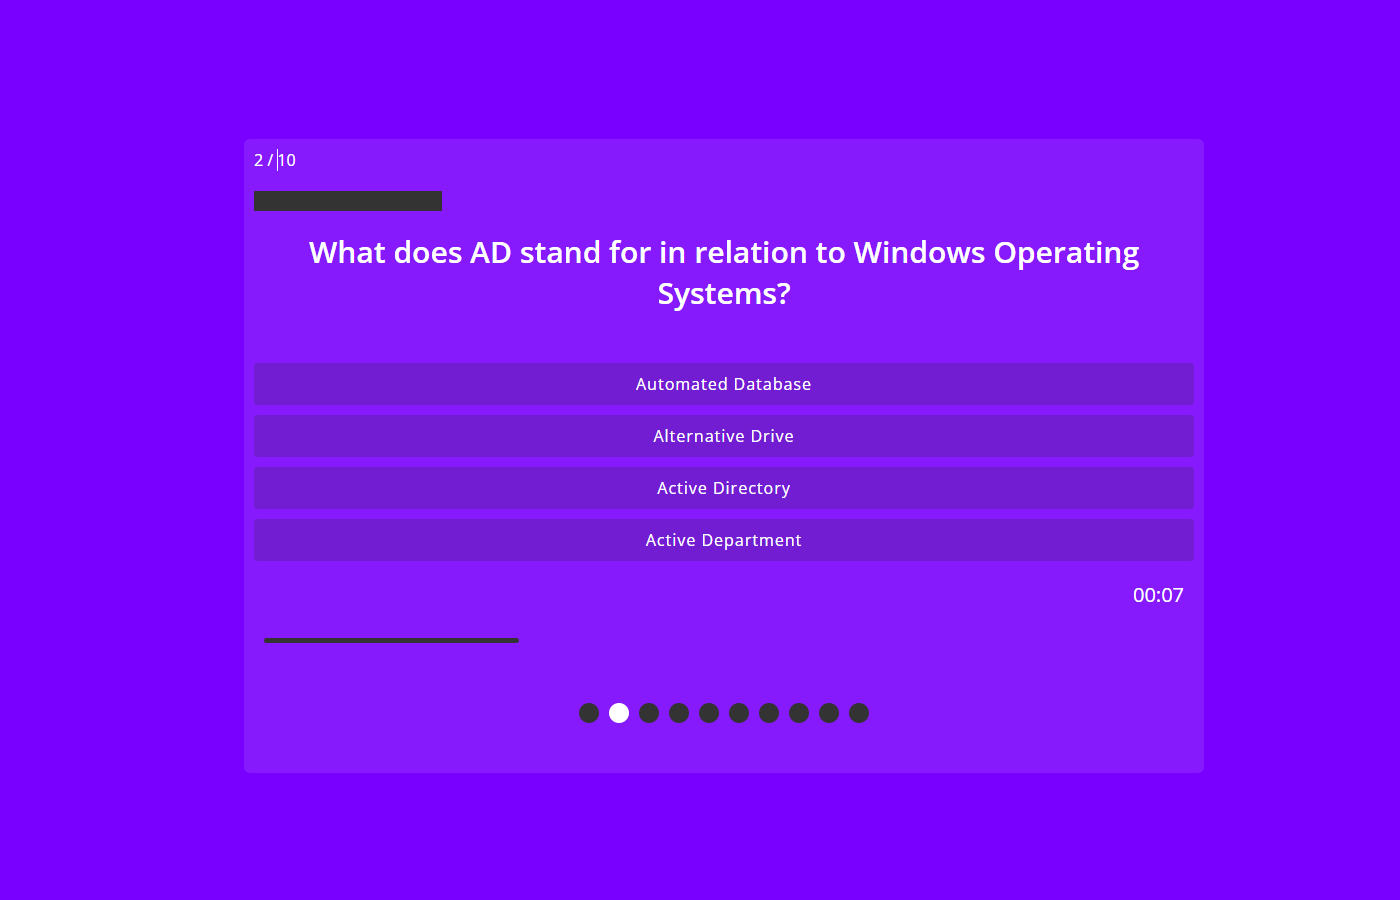 2 / 10
What does AD stand for in relation to Windows Operating
Systems?
Automated Database
Alternative Drive
Active Directory
Active Department
00:07